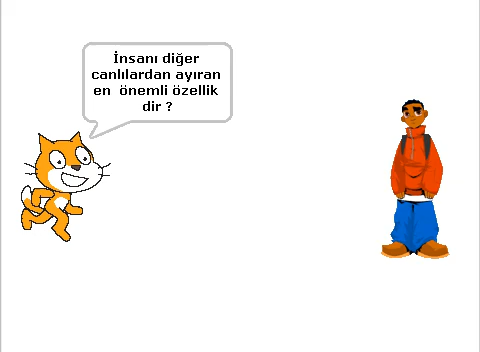 İnsanı diğer
canlılardan ayıran
en  önemli özellik
dir ?